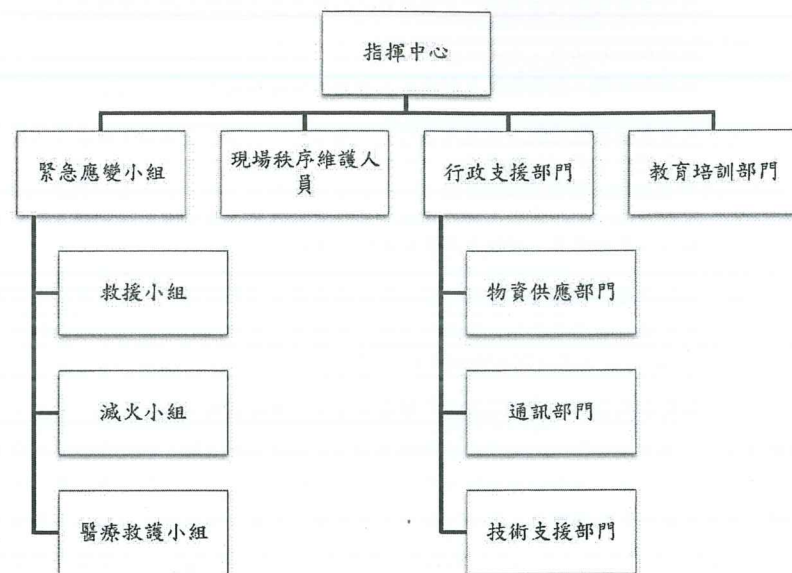 指揮中心
緊急應變小組
現場秩序維護人
員
行政支援部門
教育培訓部門
救援小組
物資供應部門
滅火小組
通訊部門
醫療救護小組
技術支援部門